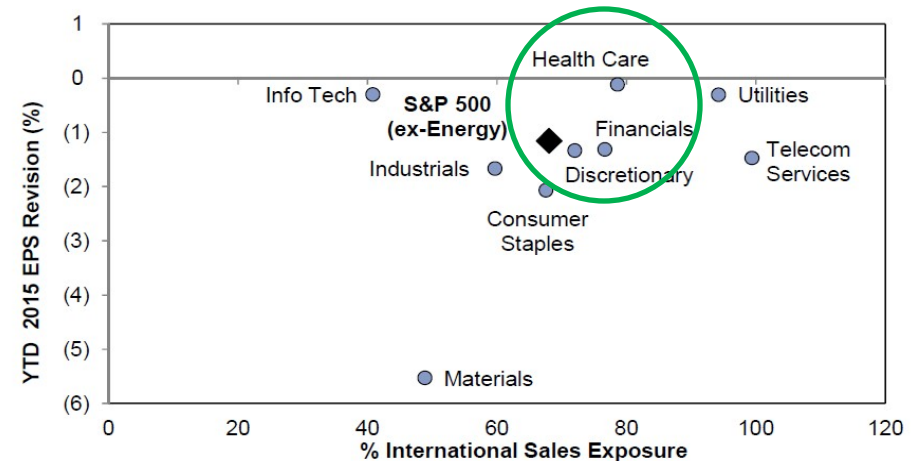 1
0
(1)
(2)
(3)
(4)
(5)
(6)
YTD  2015 EPS Revision (%)
Health Care
Info Tech
S&P 500
(ex-Energy)
Utilities
Financials
Telecom
Services
Industrials
Discretionary
Consumer
Staples
Materials
0
20
40
60
80
100
120
% International Sales Exposure